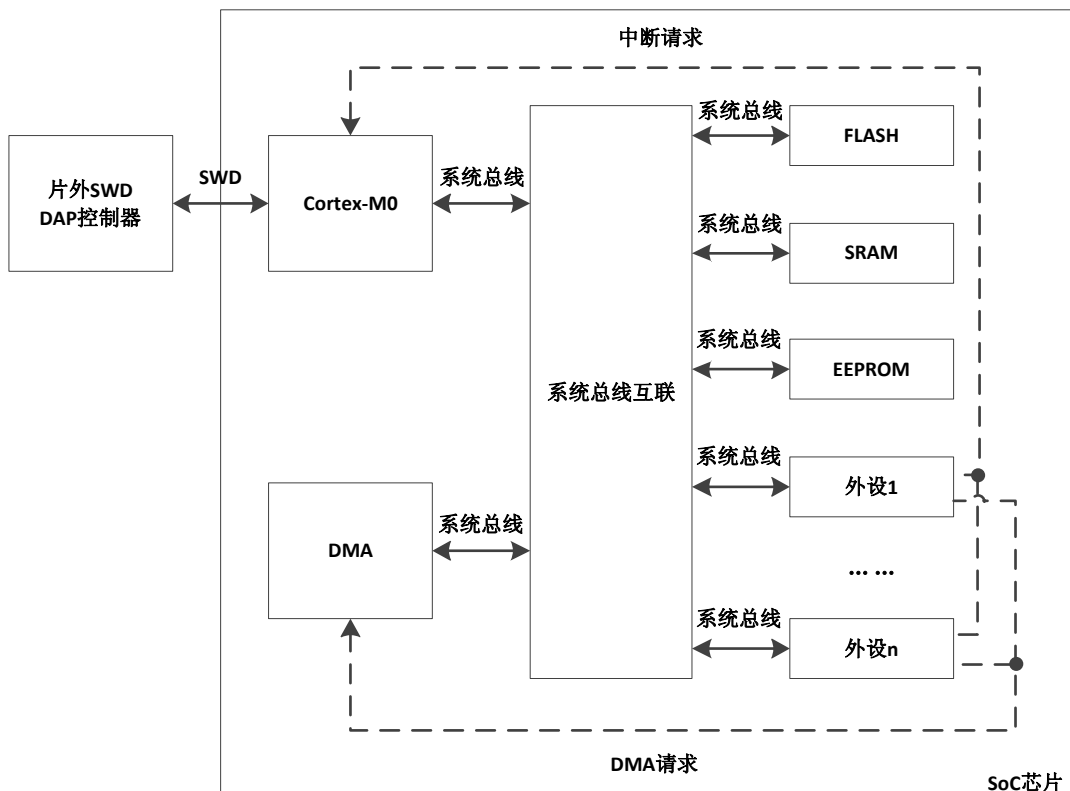 中断请求
系统总线
FLASH
片外SWD
DAP控制器
SWD
Cortex-M0
系统总线
系统总线
SRAM
系统总线
EEPROM
系统总线互联
系统总线
外设1
DMA
系统总线
... ...
系统总线
外设n
DMA请求
SoC芯片